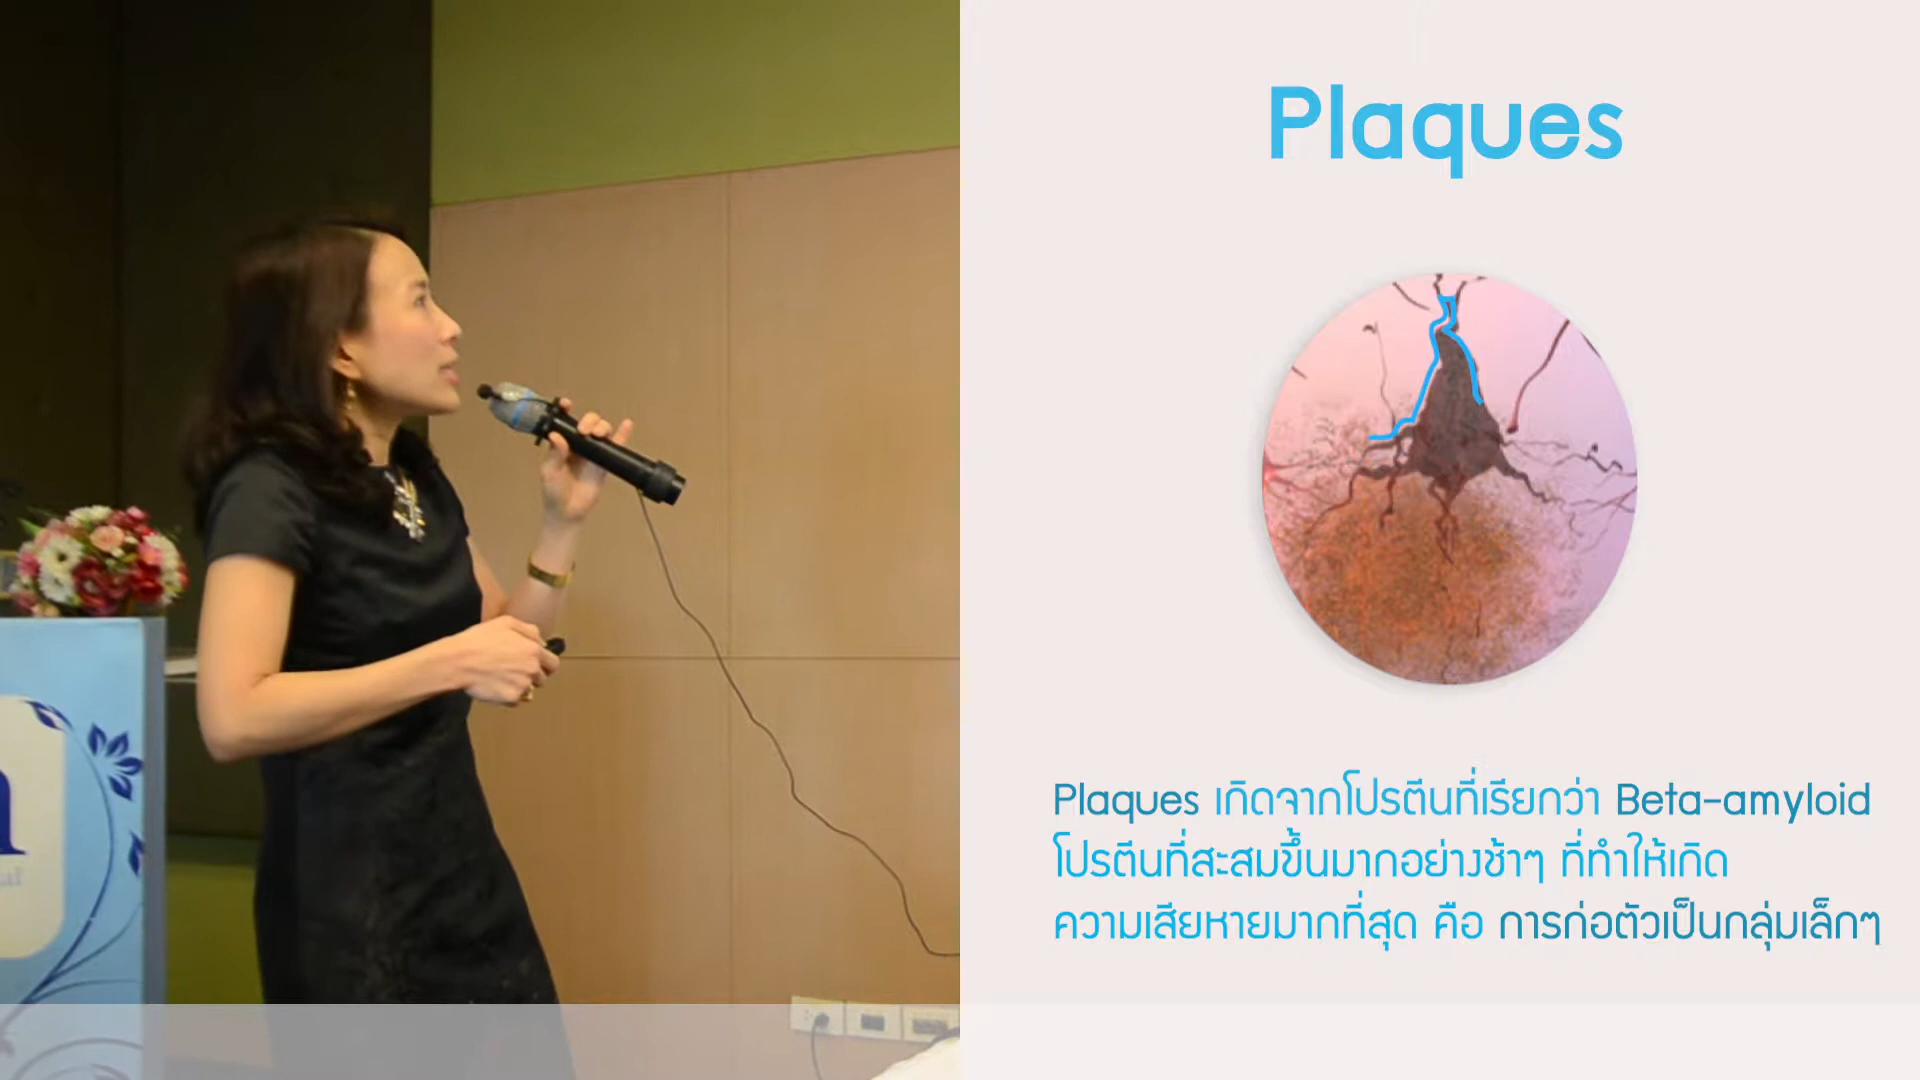 Plaques
Plaques เกิดจากโปรตีนที่เรียกว่า Beta-amyloid
โปรตีนที่สะสมขึ้นมากอย่างช้าๆ ที่ทำให้เกิด
ความเสียหายมากที่สุด คือ การก่อตัวเป็นกลุ่มเล็กๆ